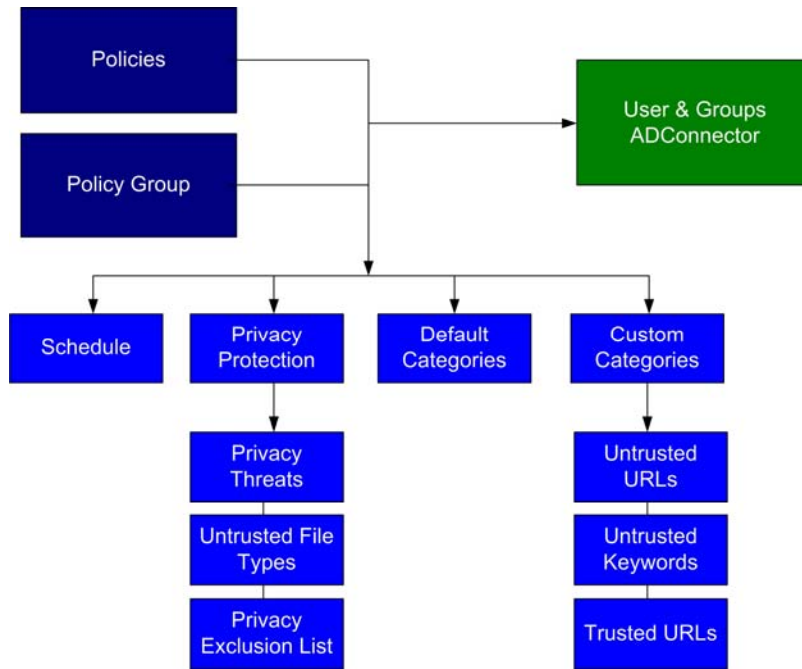 Policies
User & Groups
ADConnector
Policy Group
Schedule
Privacy
Protection
Default
Categories
Custom
Categories
Privacy
Threats
Untrusted File
Types
Privacy
Exclusion List
Untrusted
URLs
Untrusted
Keywords
Trusted URLs